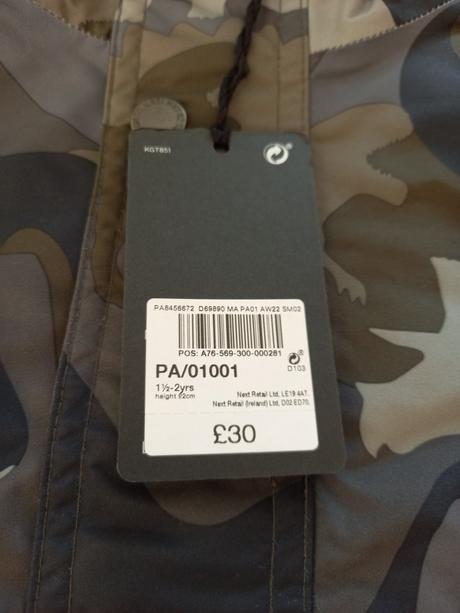 KGTB51
PA8456672 D69890 MA PA01 AW22 SM02
POS: A76-569-300-000281
PA/01001
D103
1½-2yrs
height 92cm
Next Retail Ltd, LE19 4AT.
Next Retail (Ireland) Ltd, D02 ED70.
£30